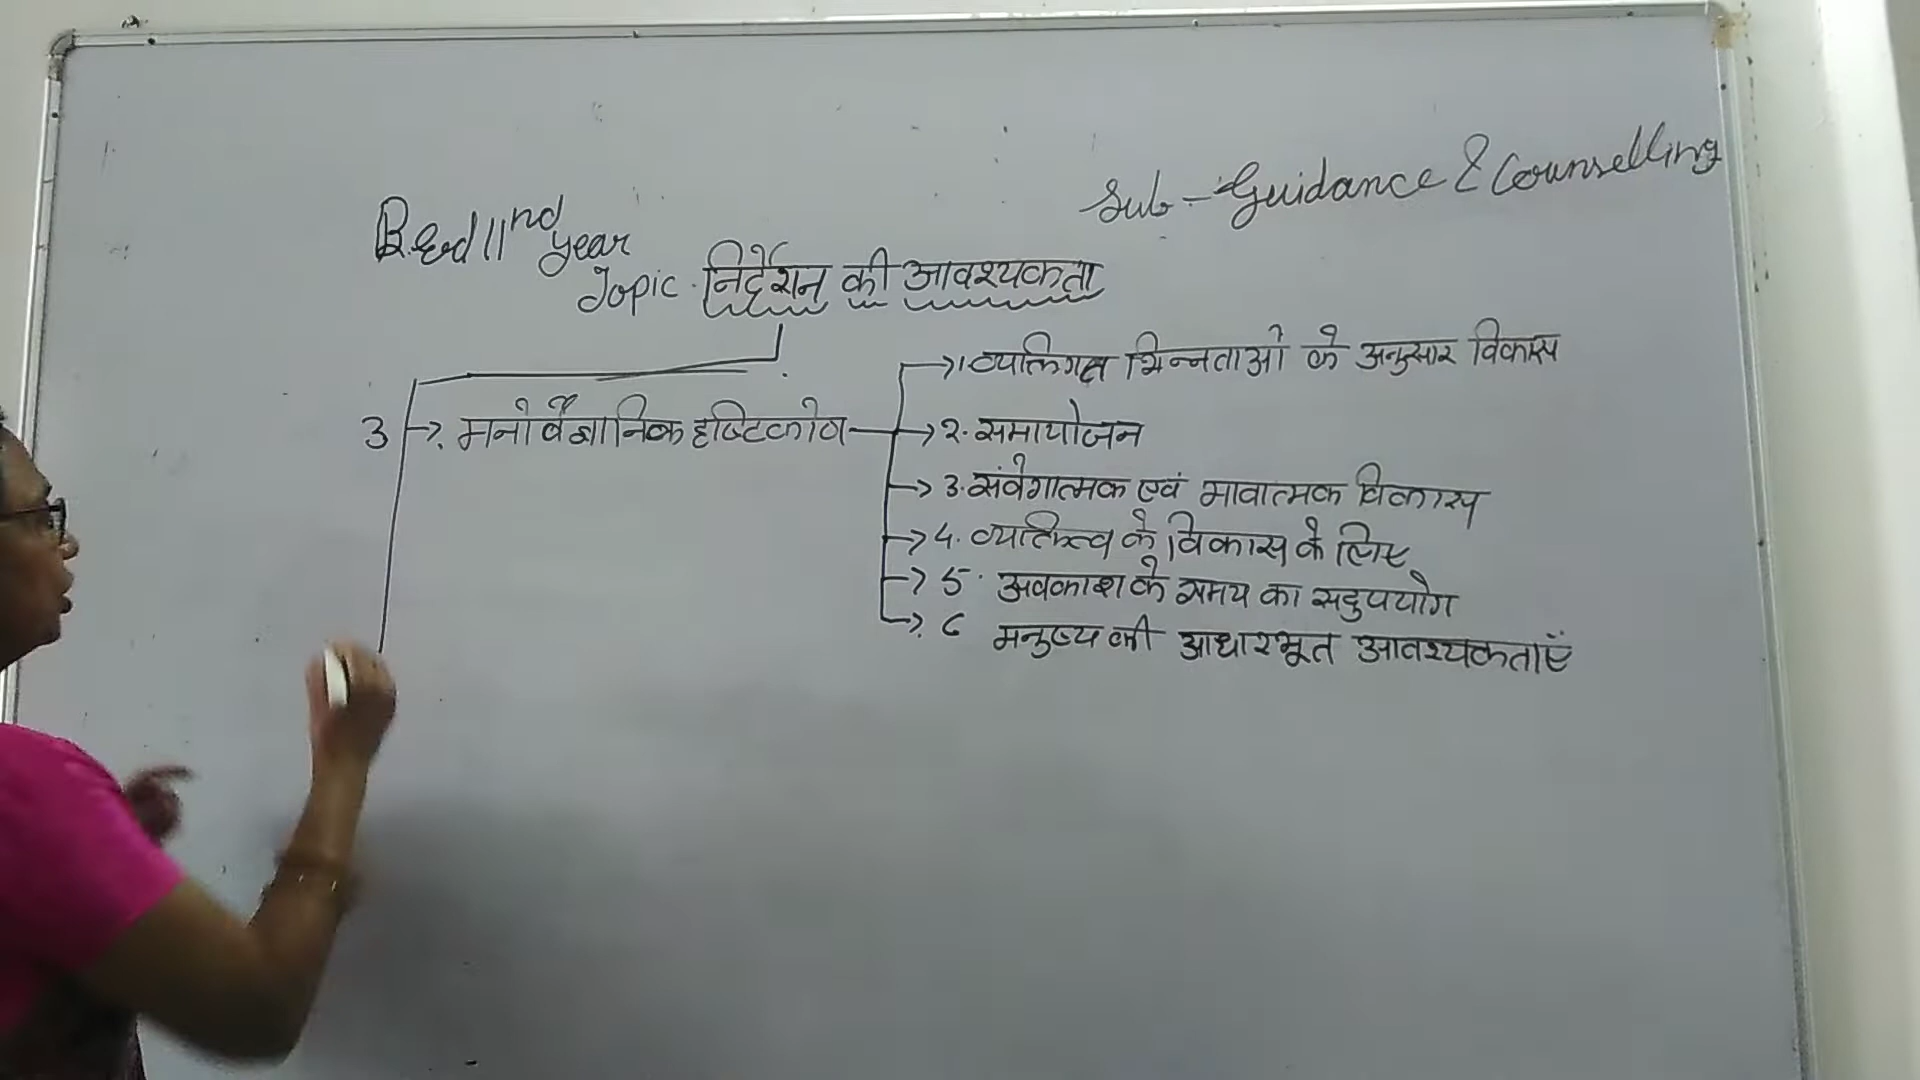 Sub - Guidance & Counselling
B.Ed IInd year
Topic. निर्देशन की आवश्यकता
3 → मनोवैज्ञानिक दृष्टिकोण
→ 1. व्यक्तिगत भिन्नताओं के अनुसार विकास
→ 2. समायोजन
→ 3. संवेगात्मक एवं भावात्मक विकास
→ 4. व्यक्तित्व के विकास के लिए
→ 5. अवकाश के समय का सदुपयोग
→ 6 मनुष्य की आधारभूत आवश्यकताएँ